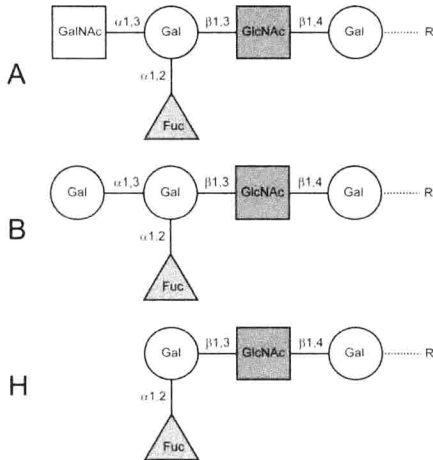 α1,3 β1,3 β1,4
GalNAc Gal GlcNAc Gal R
α1,2
A
Fuc
α1,3 β1,3 β1,4
Gal Gal GlcNAc Gal R
α1,2
B
Fuc
β1,3 β1,4
Gal GlcNAc Gal R
α1,2
H
Fuc